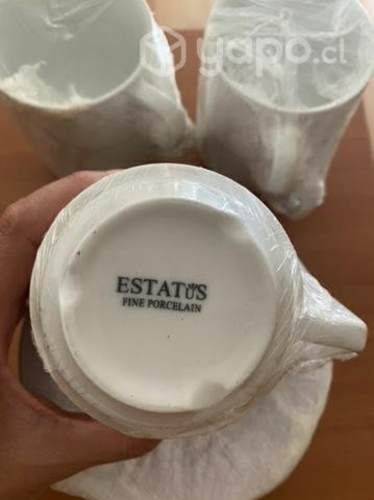 yapo.cl
ESTATUS
FINE PORCELAIN